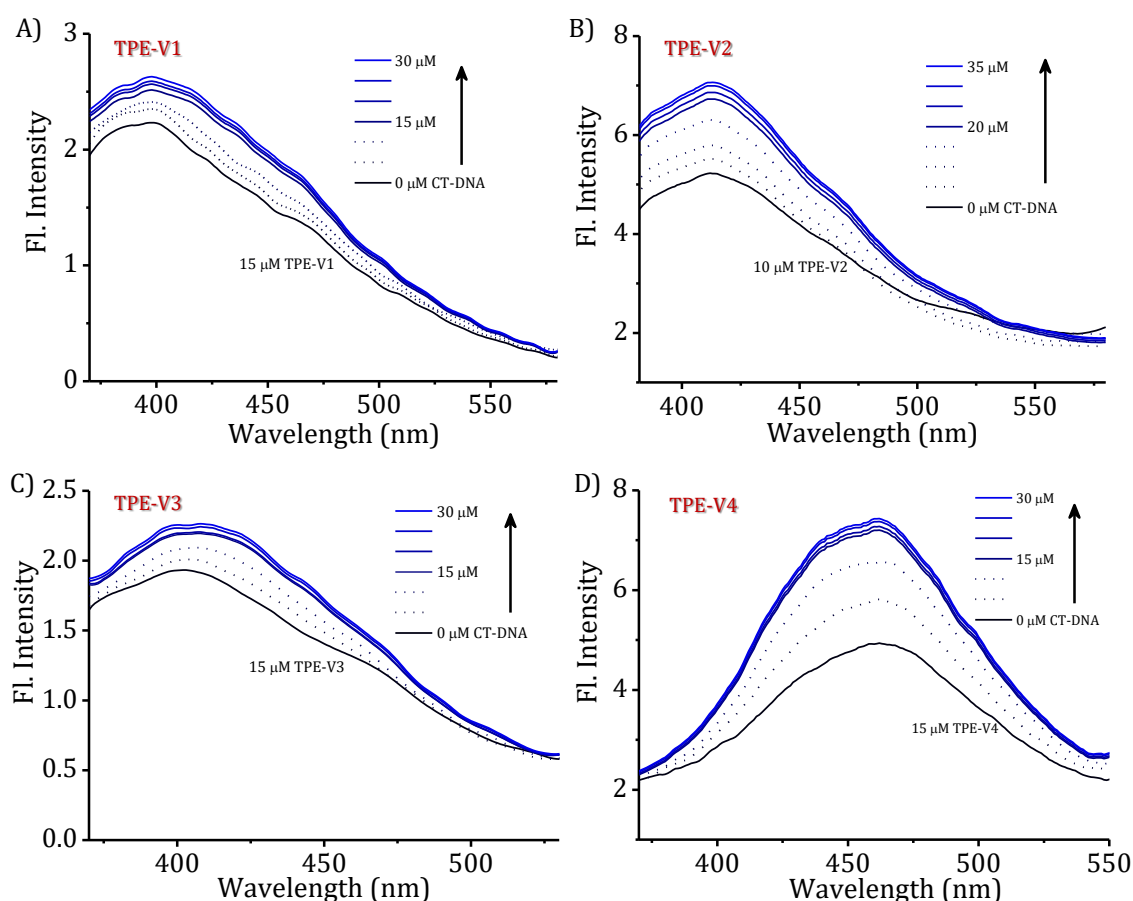 A)
TPE-V1
30 μM
15 μM
0 μM CT-DNA
15 μM TPE-V1
Fl. Intensity
3
2
1
0
400 450 500 550
Wavelength (nm)
B)
TPE-V2
35 μM
20 μM
0 μM CT-DNA
10 μM TPE-V2
Fl. Intensity
8
6
4
2
400 450 500 550
Wavelength (nm)
C)
TPE-V3
30 μM
15 μM
0 μM CT-DNA
15 μM TPE-V3
Fl. Intensity
2.5
2.0
1.5
1.0
0.5
0.0
400 450 500
Wavelength (nm)
D)
TPE-V4
30 μM
15 μM
0 μM CT-DNA
15 μM TPE-V4
Fl. Intensity
8
6
4
2
400 450 500 550
Wavelength (nm)